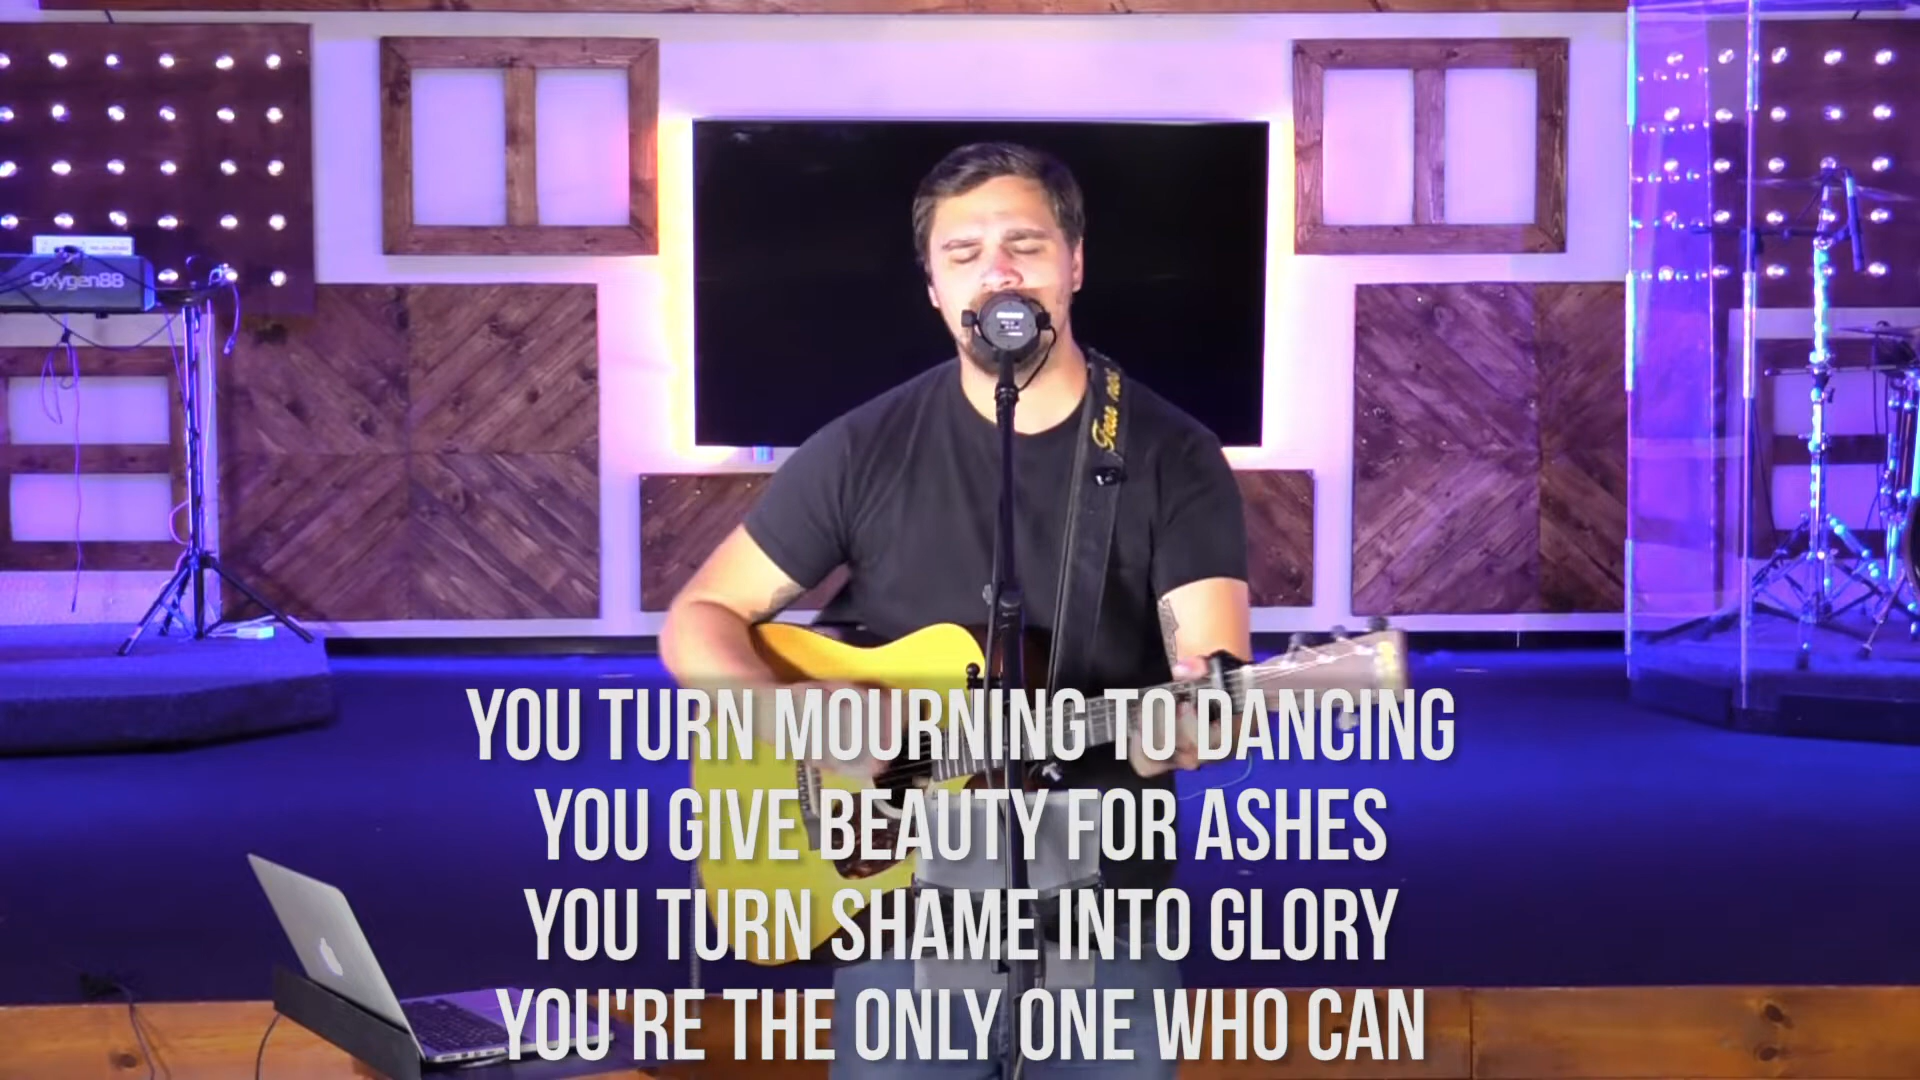 Oxygen88
YOU TURN MOURNING TO DANCING
YOU GIVE BEAUTY FOR ASHES
YOU TURN SHAME INTO GLORY
YOU'RE THE ONLY ONE WHO CAN